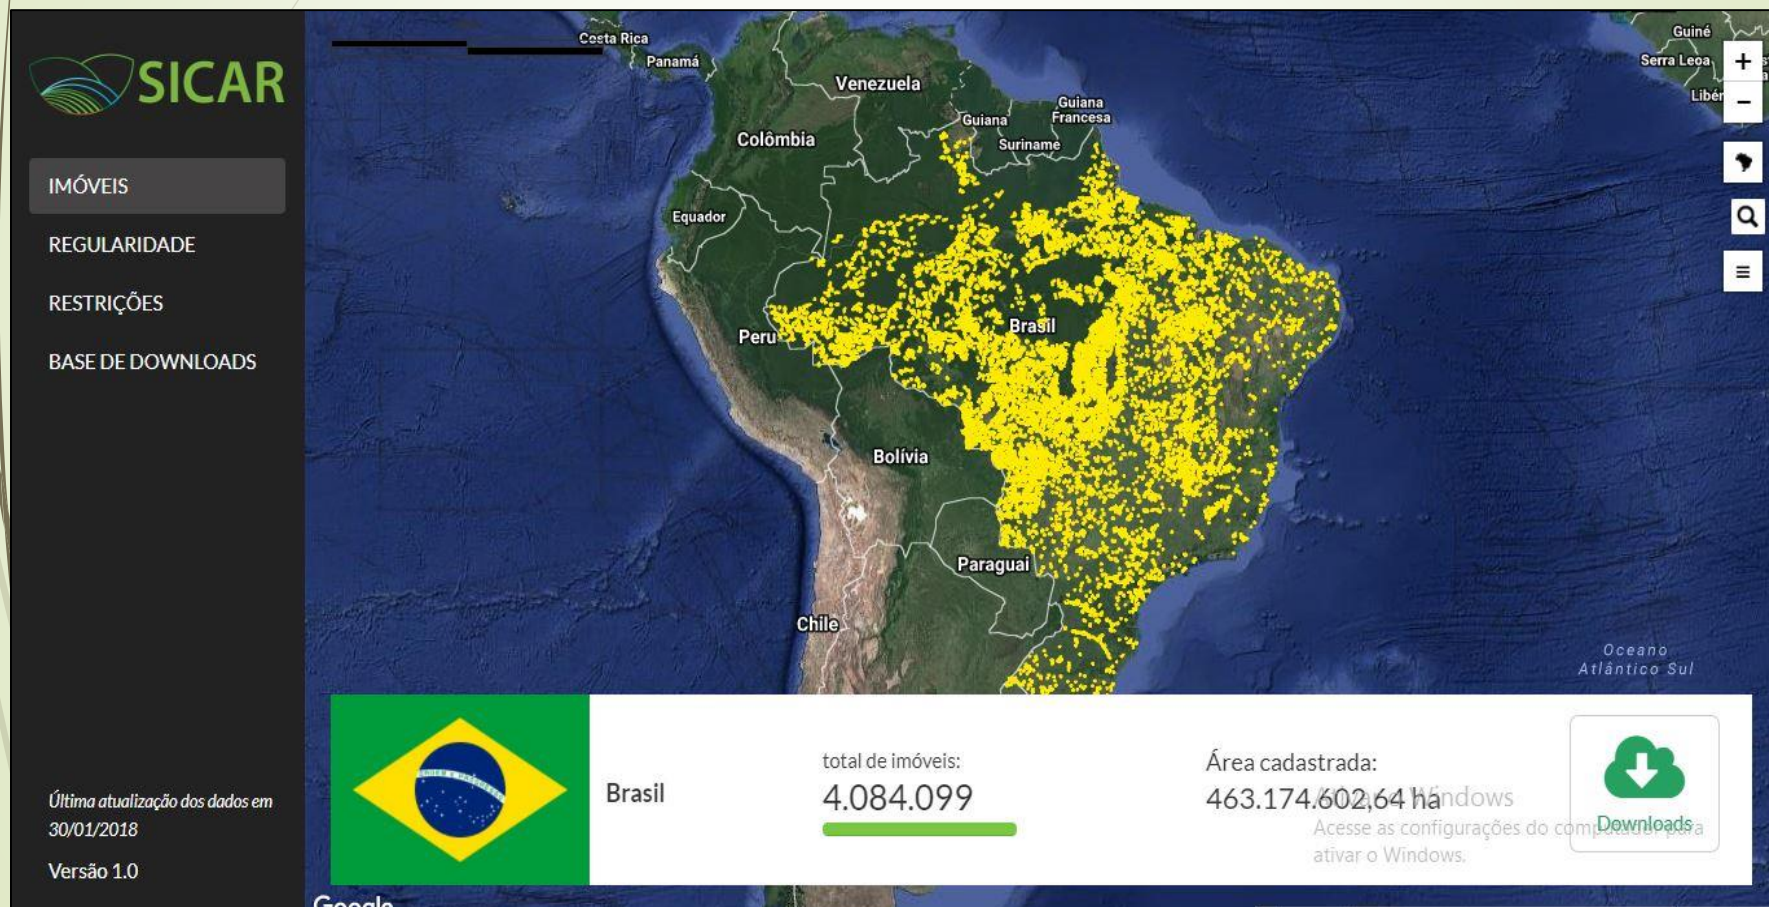 SICAR
IMÓVEIS
REGULARIDADE
RESTRIÇÕES
BASE DE DOWNLOADS
Última atualização dos dados em
30/01/2018
Versão 1.0
Costa Rica
Panamá
Venezuela
Guiana
Guiana
Francesa
Suriname
Colômbia
Equador
Peru
Brasil
Bolívia
Paraguai
Chile
Guiné
Serra Leoa
Libér
+
−
Oceano
Atlântico Sul
Brasil
total de imóveis:
4.084.099
Área cadastrada:
463.174.602,64 ha
Downloads
Ativar o Windows
Acesse as configurações do computador para
ativar o Windows.
Google